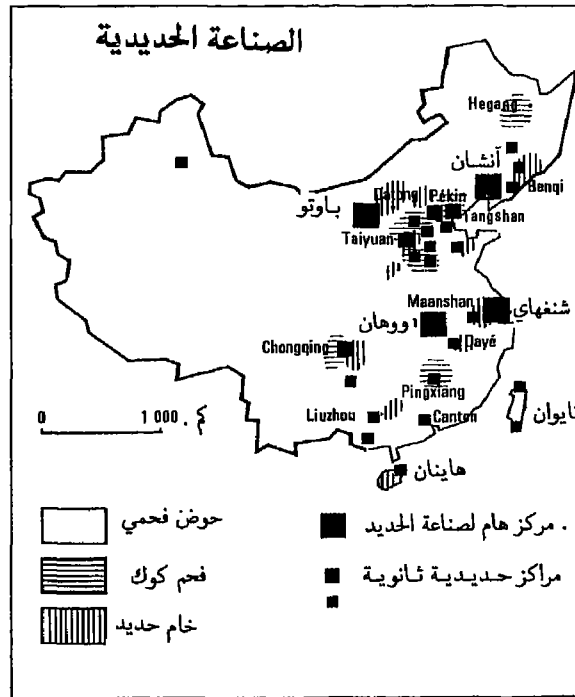 الصناعة الحديدية
Hegang
آنشان
Benqi
Datong
Pékin
Tangshan
باوتو
Taiyuan
Maanshan
شنغهاي
ووهان
Dayé
Chongqing
Pingxiang
Liuzhou
Canton
تايوان
هاينان
0 1 000 كم.
حوض فحمي
فحم كوك
خام حديد
مركز هام لصناعة الحديد.
مراكز حديدية ثانوية